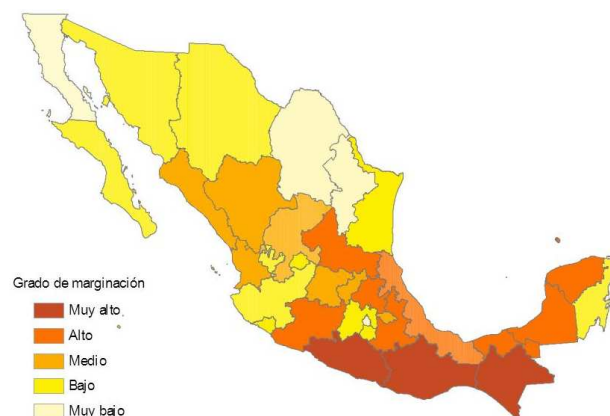 Grado de marginación
Muy alto
Alto
Medio
Bajo
Muy bajo